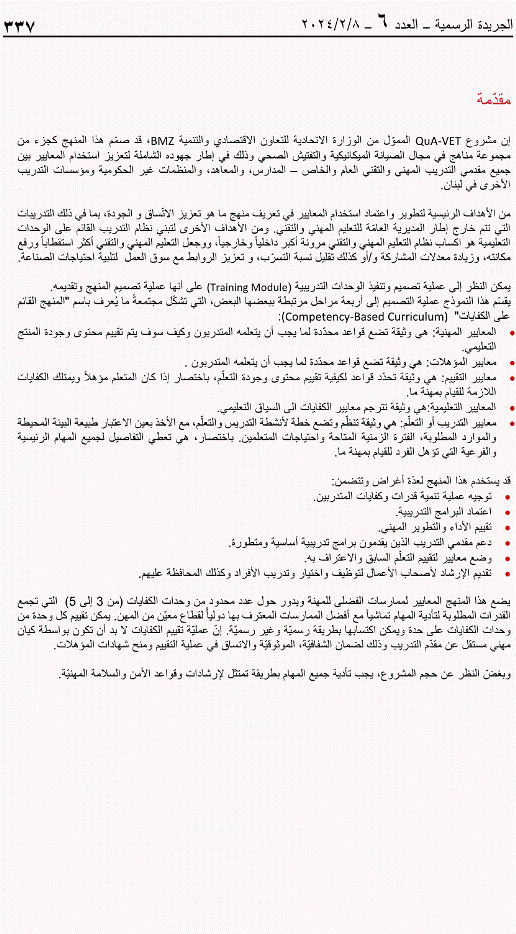 الجريدة الرسمية – العدد ٦ – ٢٠٢٤/٢/٨
٣٣٧
مقدّمة
إن مشروع QuA-VET المموّل من الوزارة الاتحادية للتعاون الاقتصادي والتنمية BMZ، قد صمّم هذا المنهج كجزء من
مجموعة مناهج في مجال الصيانة الميكانيكية والتفتيش الصحي وذلك في إطار جهوده الشاملة لتعزيز استخدام المعايير بين
جميع مقدمي التدريب المهني والتقني العام والخاص – المدارس، والمعاهد، والمنظمات غير الحكومية ومؤسسات التدريب
الأخرى في لبنان.
من الأهداف الرئيسية لتطوير واعتماد استخدام المعايير في تعريف منهج ما هو تعزيز الاتّساق و الجودة، بما في ذلك التدريبات
التي تتم خارج إطار المديرية العامّة للتعليم المهني والتقني. ومن الأهداف الأخرى لتبني نظام التدريب القائم على الوحدات
التعليمية هو اكساب نظام التعليم المهني والتقني مرونة أكبر داخلياً وخارجياً، وجعل التعليم المهني والتقني أكثر استقطاباً ورفع
مكانته، وزيادة معدلات المشاركة و/أو كذلك تقليل نسبة التسرّب، و تعزيز الروابط مع سوق العمل لتلبية احتياجات الصناعة.
يمكن النظر إلى عملية تصميم وتنفيذ الوحدات التدريبية (Training Module) على أنها عملية تصميم المنهج وتقديمه.
يقسّم هذا النموذج عملية التصميم إلى أربعة مراحل مرتبطة ببعضها البعض، التي تشكّل مجتمعةً ما يُعرف باسم "المنهج القائم
على الكفايات" (Competency-Based Curriculum):
• المعايير المهنية: هي وثيقة تضع قواعد محدّدة لما يجب أن يتعلمه المتدربون وكيف سوف يتم تقييم محتوى وجودة المنتج
التعليمي.
• معايير المؤهلات: هي وثيقة تضع قواعد محدّدة لما يجب أن يتعلمه المتدربون .
• معايير التقييم: هي وثيقة تحدّد قواعد لكيفية تقييم محتوى وجودة التعلّم، باختصار إذا كان المتعلم مؤهلاً ويمتلك الكفايات
اللازمة للقيام بمهنة ما.
• المعايير التعليمية:هي وثيقة تترجم معايير الكفايات الى السياق التعليمي.
• معايير التدريب أو التعلّم: هي وثيقة تنظّم وتضع خطة لأنشطة التدريس والتعلّم، مع الأخذ بعين الاعتبار طبيعة البيئة المحيطة
والموارد المطلوبة، الفترة الزمنية المتاحة واحتياجات المتعلمين. باختصار، هي تعطي التفاصيل لجميع المهام الرئيسية
والفرعية التي تؤهل الفرد للقيام بمهنة ما.
قد يستخدم هذا المنهج لعدّة أغراض وتتضمن:
• توجيه عملية تنمية قدرات وكفايات المتدربين.
• اعتماد البرامج التدريبية.
• تقييم الأداء والتطوير المهني.
• دعم مقدمي التدريب الذين يقدمون برامج تدريبية أساسية ومتطورة.
• وضع معايير لتقييم التعلّم السابق والاعتراف به.
• تقديم الإرشاد لأصحاب الأعمال لتوظيف واختيار وتدريب الأفراد وكذلك المحافظة عليهم.
يضع هذا المنهج المعايير لممارسات الفضلى للمهنة ويدور حول عدد محدود من وحدات الكفايات (من 3 إلى 5) التي تجمع
القدرات المطلوبة لتأدية المهام تماشياً مع أفضل الممارسات المعترف بها دولياً لقطاع معيّن من المهن. يمكن تقييم كل وحدة من
وحدات الكفايات على حدة ويمكن اكتسابها بطريقة رسميّة وغير رسميّة. إنّ عمليّة تقييم الكفايات لا بد أن تكون بواسطة كيان
مهني مستقل عن مقدّم التدريب وذلك لضمان الشفافيّة، الموثوقيّة والاتساق في عملية التقييم ومنح شهادات المؤهلات.
وبغضّ النظر عن حجم المشروع، يجب تأدية جميع المهام بطريقة تمتثل لإرشادات وقواعد الأمن والسلامة المهنيّة.